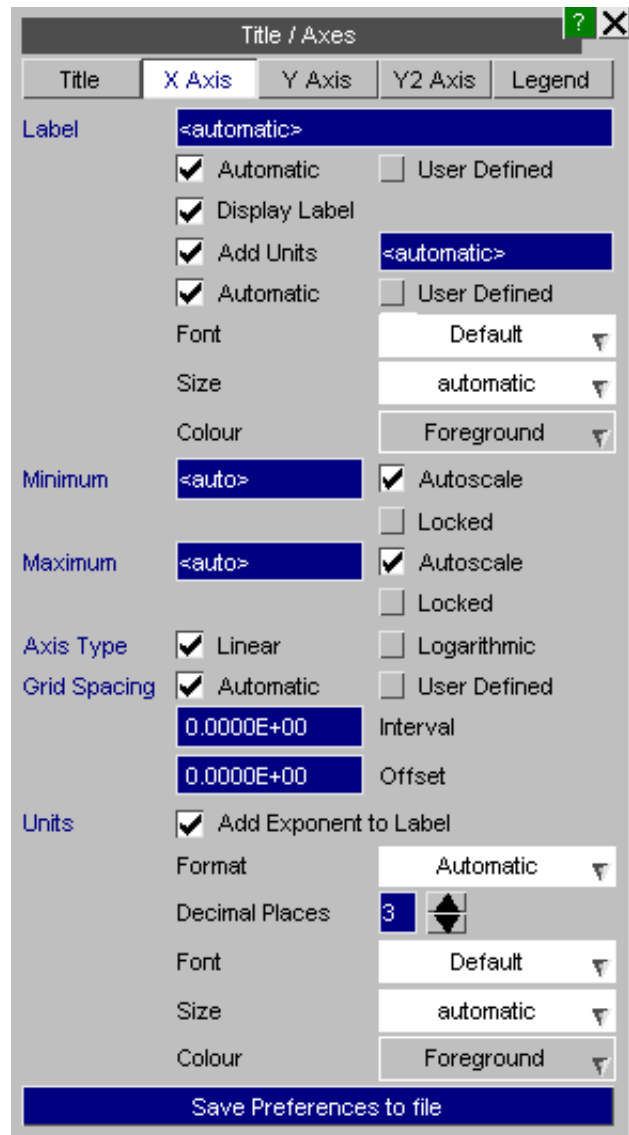 Title / Axes ? X
Title X Axis Y Axis Y2 Axis Legend
Label <automatic>
Automatic User Defined
Display Label
Add Units <automatic>
Automatic User Defined
Font Default
Size automatic
Colour Foreground
Minimum <auto> Autoscale
Locked
Maximum <auto> Autoscale
Locked
Axis Type Linear Logarithmic
Grid Spacing Automatic User Defined
0.0000E+00 Interval
0.0000E+00 Offset
Units Add Exponent to Label
Format Automatic
Decimal Places 3
Font Default
Size automatic
Colour Foreground
Save Preferences to file